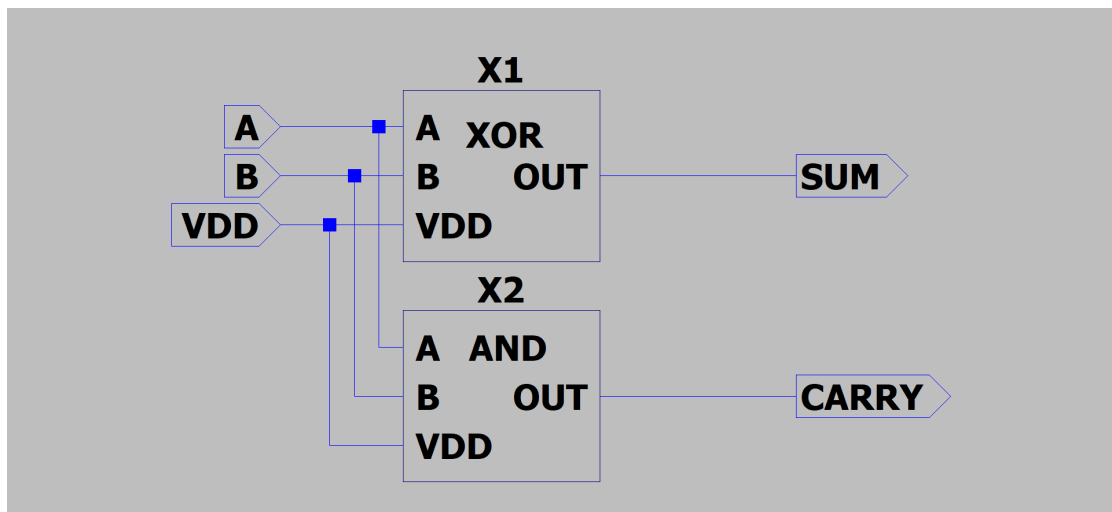 X1
A
A XOR
B
B OUT
SUM
VDD
VDD
X2
A AND
B OUT
CARRY
VDD